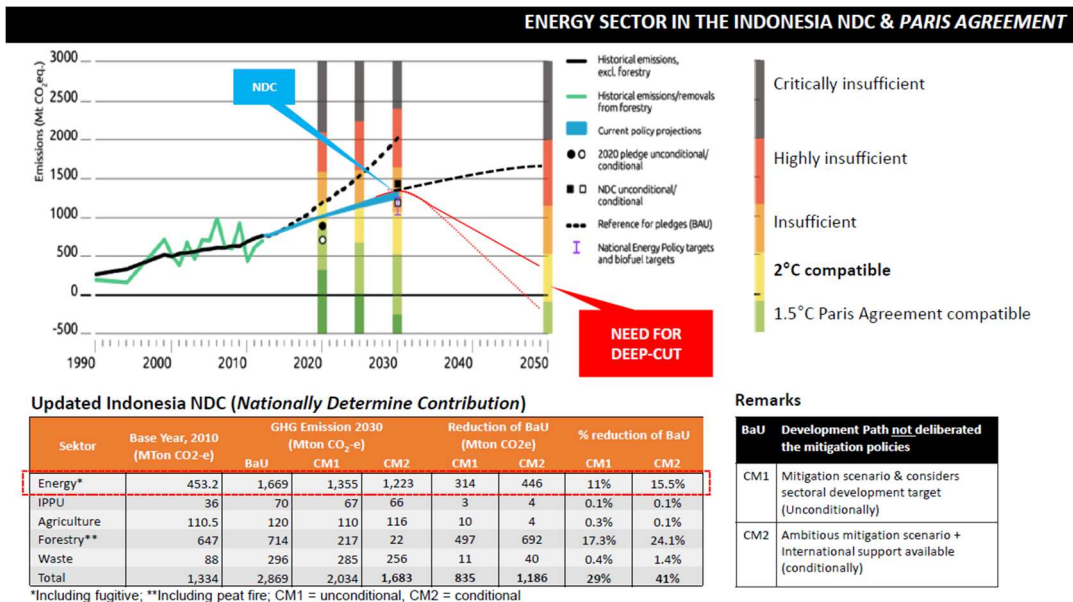 ENERGY SECTOR IN THE INDONESIA NDC & PARIS AGREEMENT
Emissions (Mt CO₂eq.)
3000
2500
2000
1500
1000
500
0
-500
1990
2000
2010
2020
2030
2040
2050
NDC
NEED FOR
DEEP-CUT
Historical emissions,
excl. forestry
Historical emissions/removals
from forestry
Current policy projections
2020 pledge unconditional/
conditional
NDC unconditional/
conditional
Reference for pledges (BAU)
National Energy Policy targets
and biofuel targets
Critically insufficient
Highly insufficient
Insufficient
2°C compatible
1.5°C Paris Agreement compatible
Updated Indonesia NDC (Nationally Determine Contribution)
Sektor
Base Year, 2010
(MTon CO2-e)
GHG Emission 2030
(Mton CO₂-e)
Reduction of BaU
(Mton CO2e)
% reduction of BaU
BaU CM1 CM2 CM1 CM2 CM1 CM2
Energy* 453.2 1,669 1,355 1,223 314 446 11% 15.5%
IPPU 36 70 67 66 3 4 0.1% 0.1%
Agriculture 110.5 120 110 116 10 4 0.3% 0.1%
Forestry** 647 714 217 22 497 692 17.3% 24.1%
Waste 88 296 285 256 11 40 0.4% 1.4%
Total 1,334 2,869 2,034 1,683 835 1,186 29% 41%
*Including fugitive; **Including peat fire; CM1 = unconditional, CM2 = conditional
Remarks
BaU Development Path not deliberated
the mitigation policies
CM1 Mitigation scenario & considers
sectoral development target
(Unconditionally)
CM2 Ambitious mitigation scenario +
International support available
(conditionally)